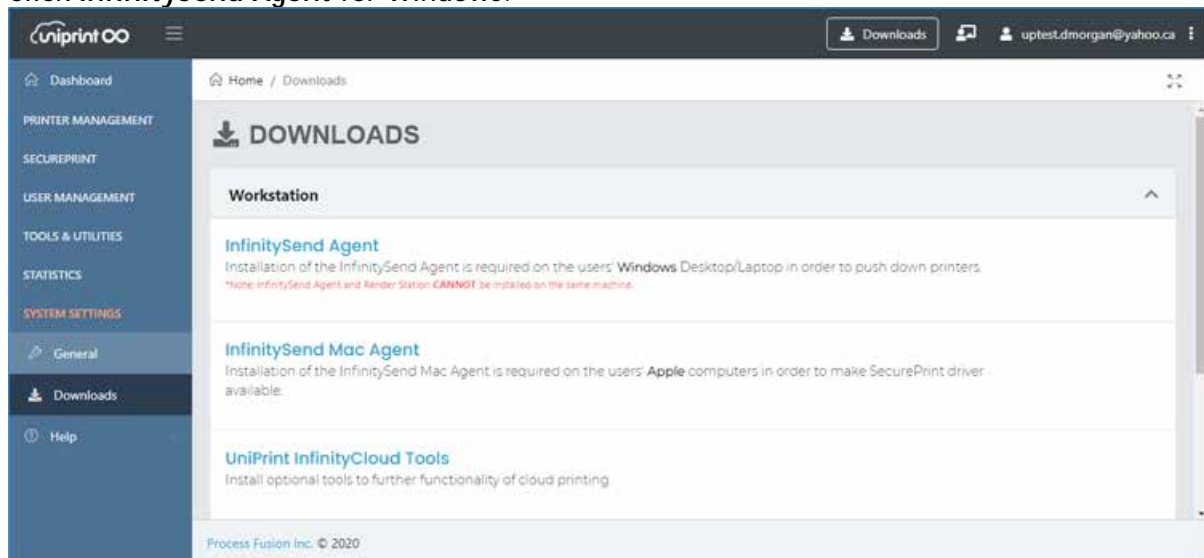 Click InfinitySend Agent for Windows.
uniprint
Downloads
uptest.dmorgan@yahoo.ca
Dashboard
Home / Downloads
PRINTER MANAGEMENT
DOWNLOADS
SECUREPRINT
USER MANAGEMENT
Workstation
TOOLS & UTILITIES
InfinitySend Agent
Installation of the InfinitySend Agent is required on the users' Windows Desktop/Laptop in order to push down printers.
*Note: InfinitySend Agent and Render Station CANNOT be installed on the same machine.
STATISTICS
SYSTEM SETTINGS
General
InfinitySend Mac Agent
Installation of the InfinitySend Mac Agent is required on the users' Apple computers in order to make SecurePrint driver
available.
Downloads
Help
UniPrint InfinityCloud Tools
Install optional tools to further functionality of cloud printing
Process Fusion Inc. © 2020